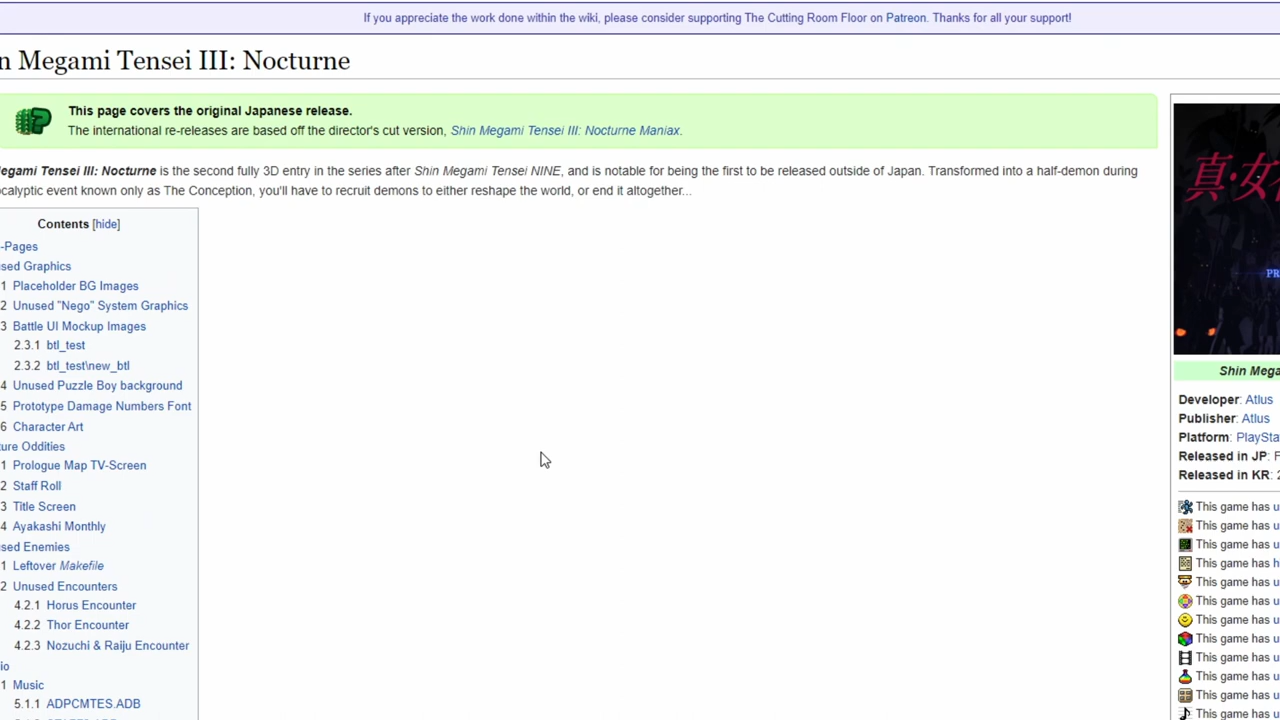 If you appreciate the work done within the wiki, please consider supporting The Cutting Room Floor on Patreon. Thanks for all your support!
n Megami Tensei III: Nocturne
This page covers the original Japanese release.
The international re-releases are based off the director's cut version, Shin Megami Tensei III: Nocturne Maniax.
egami Tensei III: Nocturne is the second fully 3D entry in the series after Shin Megami Tensei NINE, and is notable for being the first to be released outside of Japan. Transformed into a half-demon during
calyptic event known only as The Conception, you'll have to recruit demons to either reshape the world, or end it altogether...
Contents [hide]
-Pages
sed Graphics
1 Placeholder BG Images
2 Unused "Nego" System Graphics
3 Battle UI Mockup Images
2.3.1 btl_test
2.3.2 btl_test\new_btl
4 Unused Puzzle Boy background
5 Prototype Damage Numbers Font
6 Character Art
ure Oddities
1 Prologue Map TV-Screen
2 Staff Roll
3 Title Screen
4 Ayakashi Monthly
sed Enemies
1 Leftover Makefile
2 Unused Encounters
4.2.1 Horus Encounter
4.2.2 Thor Encounter
4.2.3 Nozuchi & Raiju Encounter
io
1 Music
5.1.1 ADPCMTES.ADB
真・女
PR
Shin Mega
Developer: Atlus
Publisher: Atlus
Platform: PlaySta
Released in JP: F
Released in KR: 2
This game has u
This game has u
This game has u
This game has h
This game has u
This game has u
This game has u
This game has u
This game has u
This game has u
This game has u
This game has u